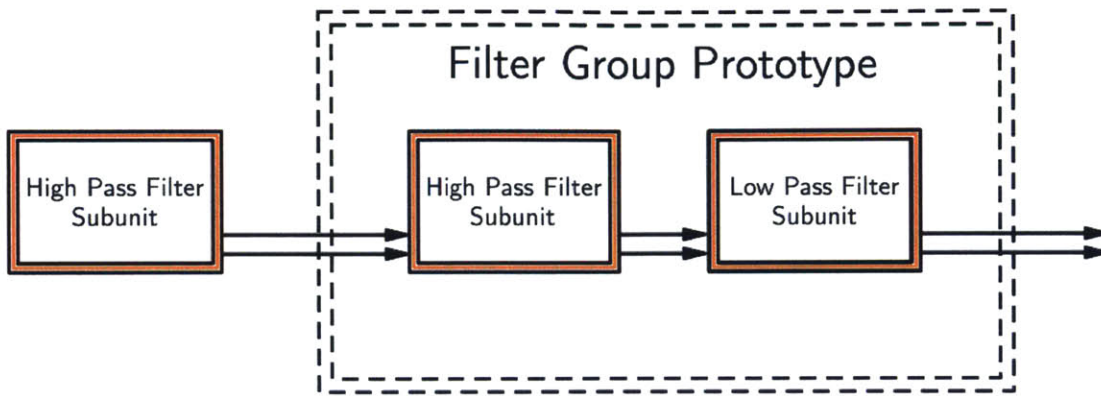 Filter Group Prototype
High Pass Filter
Subunit
High Pass Filter
Subunit
Low Pass Filter
Subunit